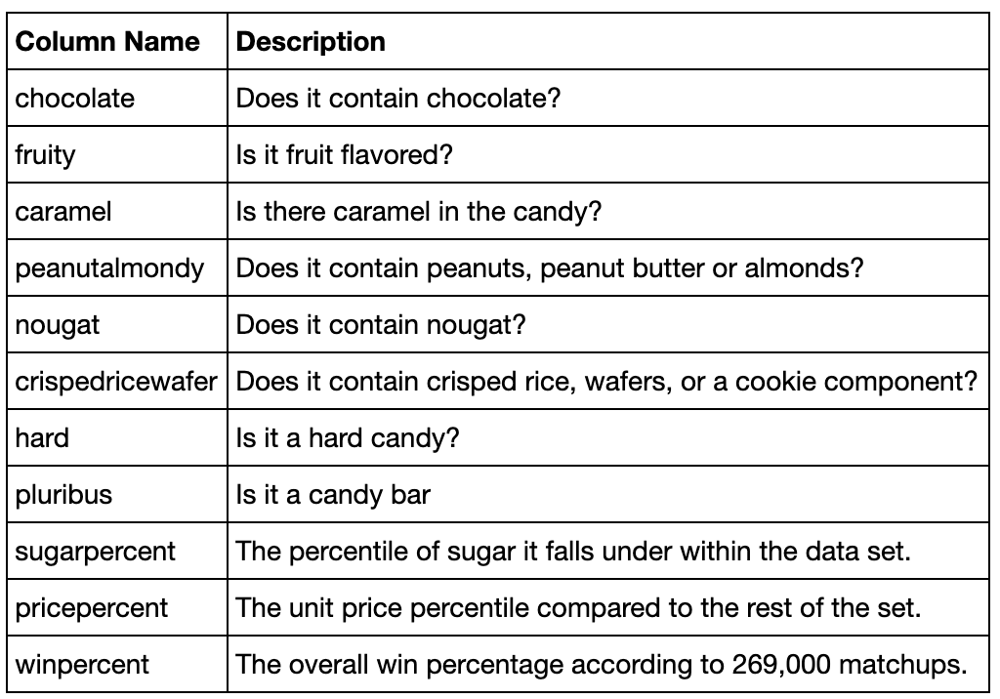 Column Name Description
chocolate Does it contain chocolate?
fruity Is it fruit flavored?
caramel Is there caramel in the candy?
peanutalmondy Does it contain peanuts, peanut butter or almonds?
nougat Does it contain nougat?
crispedricewafer Does it contain crisped rice, wafers, or a cookie component?
hard Is it a hard candy?
pluribus Is it a candy bar
sugarpercent The percentile of sugar it falls under within the data set.
pricepercent The unit price percentile compared to the rest of the set.
winpercent The overall win percentage according to 269,000 matchups.